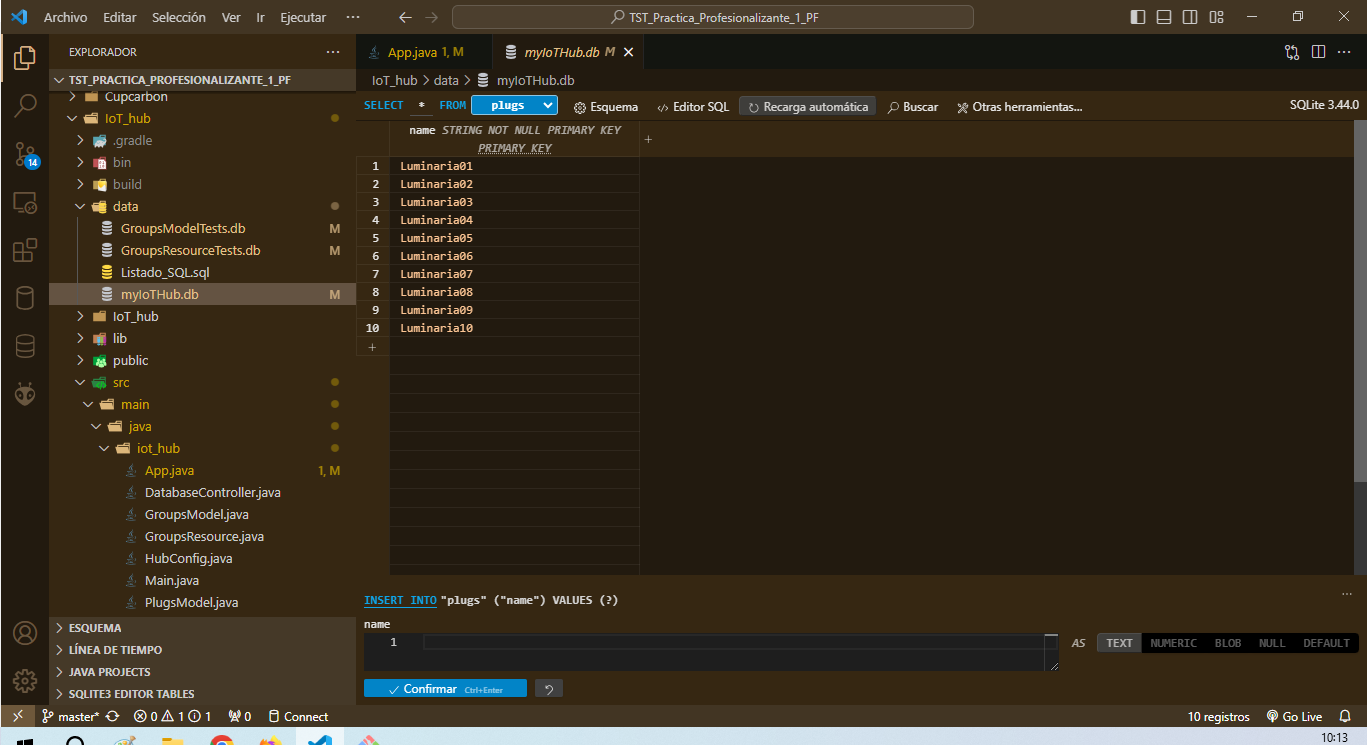 Archivo Editar Selección Ver Ir Ejecutar ··· TST_Practica_Profesionalizante_1_PF
EXPLORADOR ···
TST_PRACTICA_PROFESIONALIZANTE_1_PF
Cupcarbon
IoT_hub
.gradle
bin
build
data
GroupsModelTests.db M
GroupsResourceTests.db M
Listado_SQL.sql
myIoTHub.db M
IoT_hub
lib
public
src
main
java
iot_hub
App.java 1, M
DatabaseController.java
GroupsModel.java
GroupsResource.java
HubConfig.java
Main.java
PlugsModel.java
ESQUEMA
LÍNEA DE TIEMPO
JAVA PROJECTS
SQLITE3 EDITOR TABLES
App.java 1, M myIoTHub.db M
IoT_hub > data > myIoTHub.db
SELECT * FROM plugs Esquema Editor SQL Recarga automática Buscar Otras herramientas... SQLite 3.44.0
name STRING NOT NULL PRIMARY KEY
PRIMARY KEY
+
1 Luminaria01
2 Luminaria02
3 Luminaria03
4 Luminaria04
5 Luminaria05
6 Luminaria06
7 Luminaria07
8 Luminaria08
9 Luminaria09
10 Luminaria10
+
INSERT INTO "plugs" ("name") VALUES (?) ···
name
1 AS TEXT NUMERIC BLOB NULL DEFAULT
Confirmar Ctrl+Enter
14
master* 0 1 1 0 Connect 10 registros Go Live
10:13